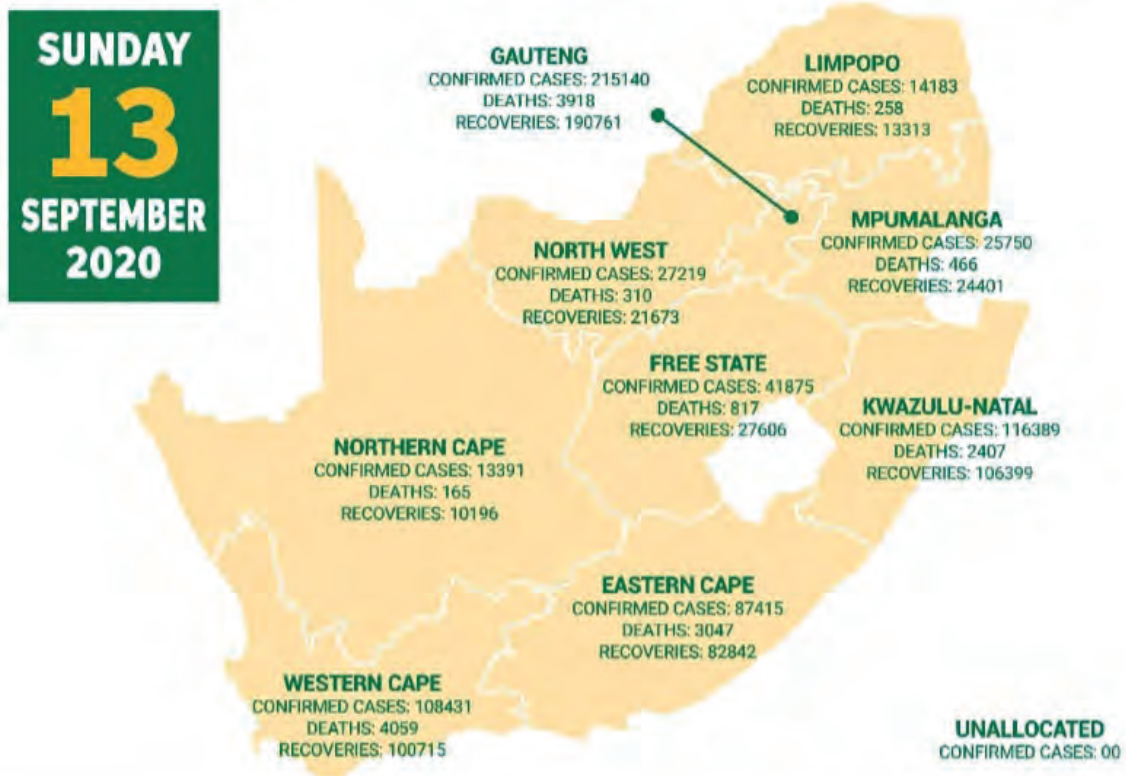 SUNDAY
13
SEPTEMBER
2020
GAUTENG
CONFIRMED CASES: 215140
DEATHS: 3918
RECOVERIES: 190761
LIMPOPO
CONFIRMED CASES: 14183
DEATHS: 258
RECOVERIES: 13313
MPUMALANGA
CONFIRMED CASES: 25750
DEATHS: 466
RECOVERIES: 24401
NORTH WEST
CONFIRMED CASES: 27219
DEATHS: 310
RECOVERIES: 21673
FREE STATE
CONFIRMED CASES: 41875
DEATHS: 817
RECOVERIES: 27606
KWAZULU-NATAL
CONFIRMED CASES: 116389
DEATHS: 2407
RECOVERIES: 106399
NORTHERN CAPE
CONFIRMED CASES: 13391
DEATHS: 165
RECOVERIES: 10196
EASTERN CAPE
CONFIRMED CASES: 87415
DEATHS: 3047
RECOVERIES: 82842
WESTERN CAPE
CONFIRMED CASES: 108431
DEATHS: 4059
RECOVERIES: 100715
UNALLOCATED
CONFIRMED CASES: 00